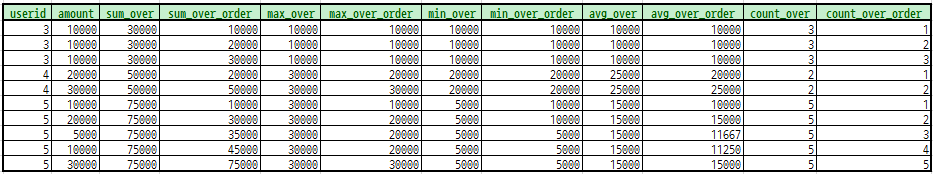 userid amount sum_over sum_over_order max_over max_over_order min_over min_over_order avg_over avg_over_order count_over count_over_order
3 10000 30000 10000 10000 10000 10000 10000 10000 10000 3 1
3 10000 30000 20000 10000 10000 10000 10000 10000 10000 3 2
3 10000 30000 30000 10000 10000 10000 10000 10000 10000 3 3
4 20000 50000 20000 30000 20000 20000 20000 25000 20000 2 1
4 30000 50000 50000 30000 30000 20000 20000 25000 25000 2 2
5 10000 75000 10000 30000 10000 5000 10000 15000 10000 5 1
5 20000 75000 30000 30000 20000 5000 10000 15000 15000 5 2
5 5000 75000 35000 30000 20000 5000 5000 15000 11667 5 3
5 10000 75000 45000 30000 20000 5000 5000 15000 11250 5 4
5 30000 75000 75000 30000 30000 5000 5000 15000 15000 5 5